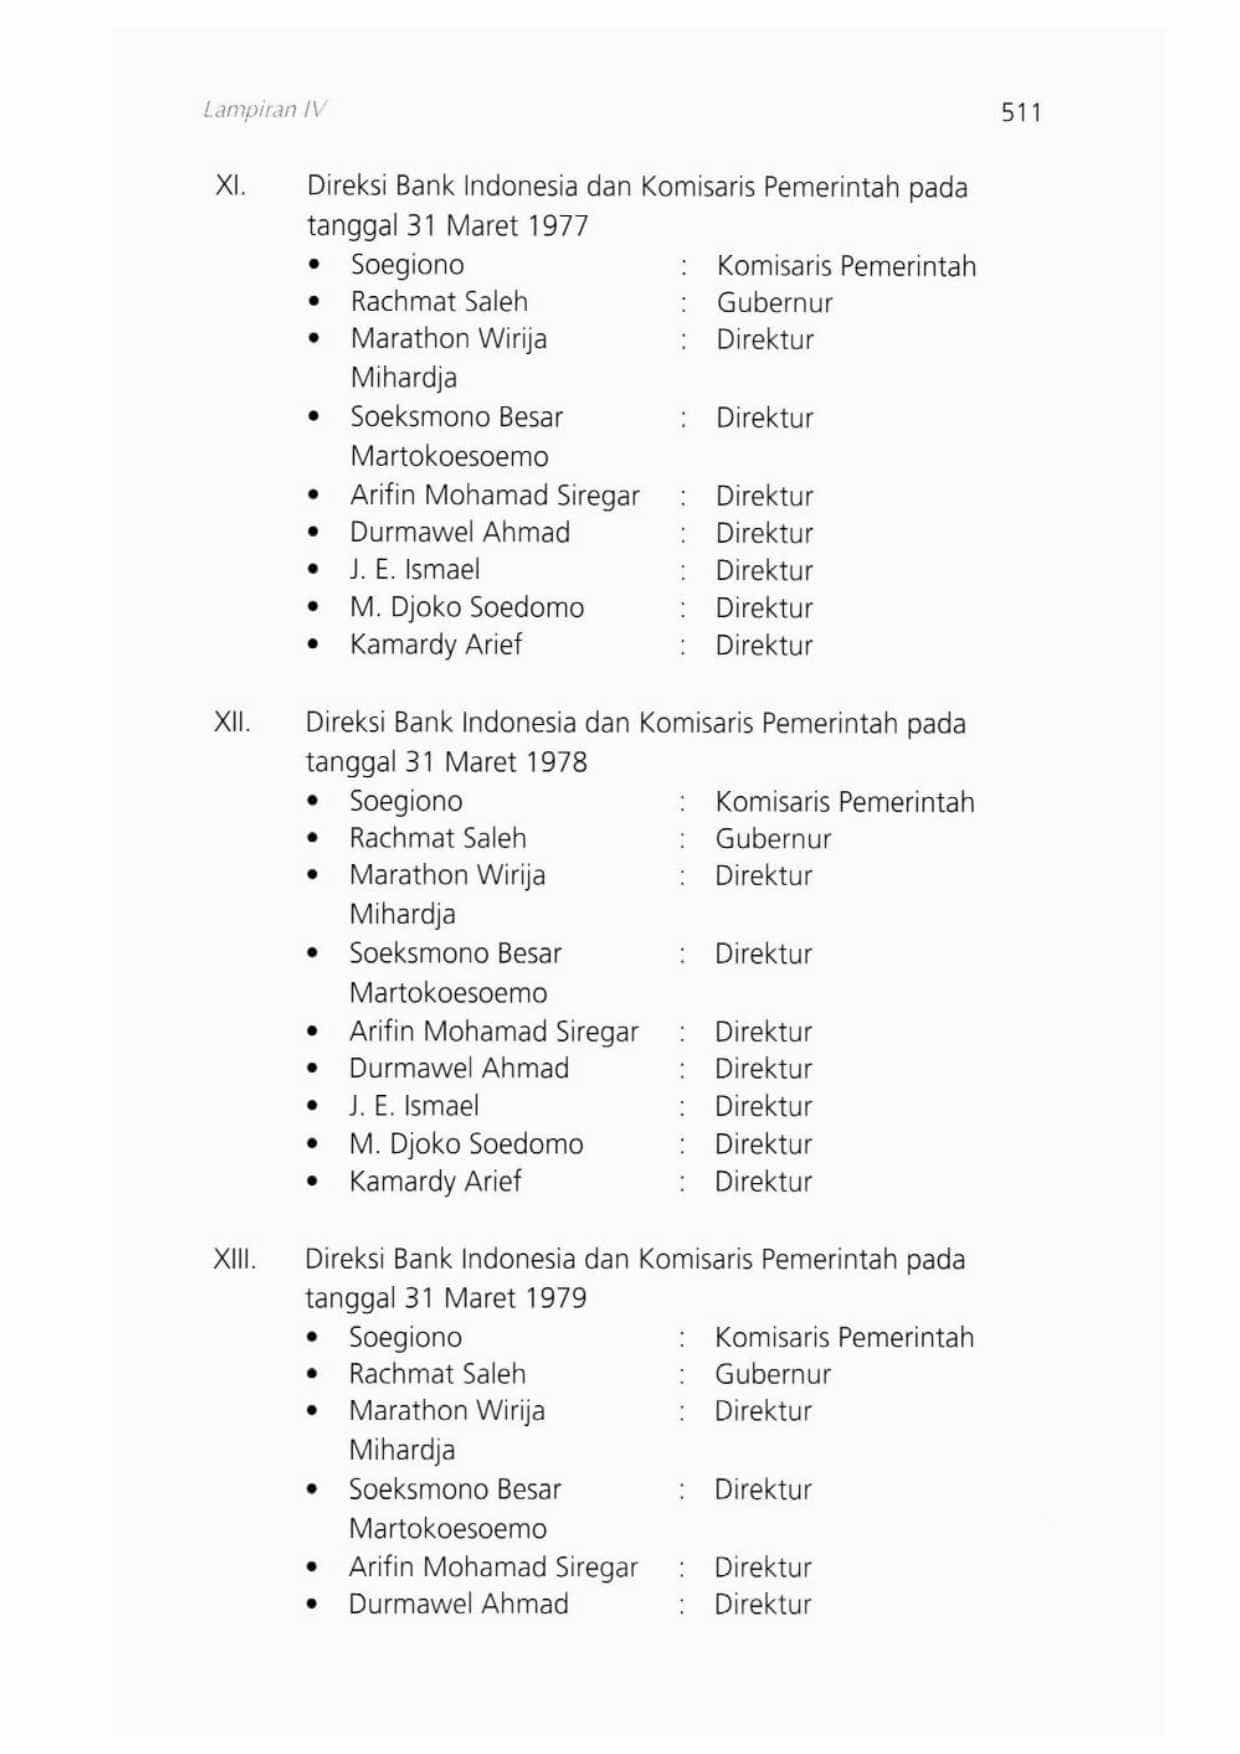 Lampiran IV 511
XI. Direksi Bank Indonesia dan Komisaris Pemerintah pada
tanggal 31 Maret 1977
• Soegiono : Komisaris Pemerintah
• Rachmat Saleh : Gubernur
• Marathon Wirija : Direktur
Mihardja
• Soeksmono Besar : Direktur
Martokoesoemo
• Arifin Mohamad Siregar : Direktur
• Durmawel Ahmad : Direktur
• J. E. Ismael : Direktur
• M. Djoko Soedomo : Direktur
• Kamardy Arief : Direktur
XII. Direksi Bank Indonesia dan Komisaris Pemerintah pada
tanggal 31 Maret 1978
• Soegiono : Komisaris Pemerintah
• Rachmat Saleh : Gubernur
• Marathon Wirija : Direktur
Mihardja
• Soeksmono Besar : Direktur
Martokoesoemo
• Arifin Mohamad Siregar : Direktur
• Durmawel Ahmad : Direktur
• J. E. Ismael : Direktur
• M. Djoko Soedomo : Direktur
• Kamardy Arief : Direktur
XIII. Direksi Bank Indonesia dan Komisaris Pemerintah pada
tanggal 31 Maret 1979
• Soegiono : Komisaris Pemerintah
• Rachmat Saleh : Gubernur
• Marathon Wirija : Direktur
Mihardja
• Soeksmono Besar : Direktur
Martokoesoemo
• Arifin Mohamad Siregar : Direktur
• Durmawel Ahmad : Direktur